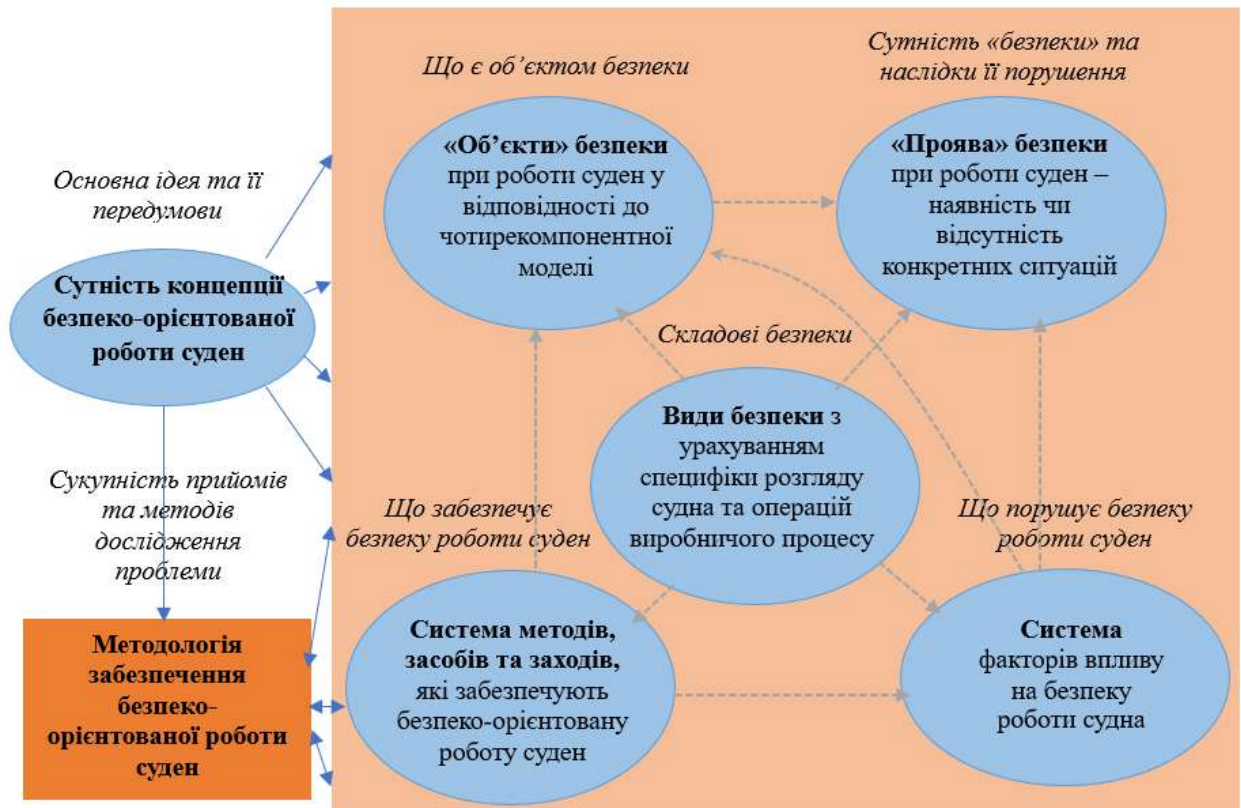 Що є об’єктом безпеки
Сутність «безпеки» та
наслідки її порушення
«Об’єкти» безпеки
при роботи суден у
відповідності до
чотирекомпонентної
моделі
«Проява» безпеки
при роботи суден –
наявність чи
відсутність
конкретних ситуацій
Основна ідея та її
передумови
Сутність концепції
безпеко-орієнтованої
роботи суден
Складові безпеки
Види безпеки з
урахуванням
специфіки розгляду
судна та операцій
виробничого процесу
Сукупність прийомів
та методів
дослідження
проблеми
Що забезпечує
безпеку роботи суден
Що порушує безпеку
роботи суден
Методологія
забезпечення
безпеко-
орієнтованої роботи
суден
Система методів,
засобів та заходів,
які забезпечують
безпеко-орієнтовану
роботу суден
Система
факторів впливу
на безпеку
роботи судна